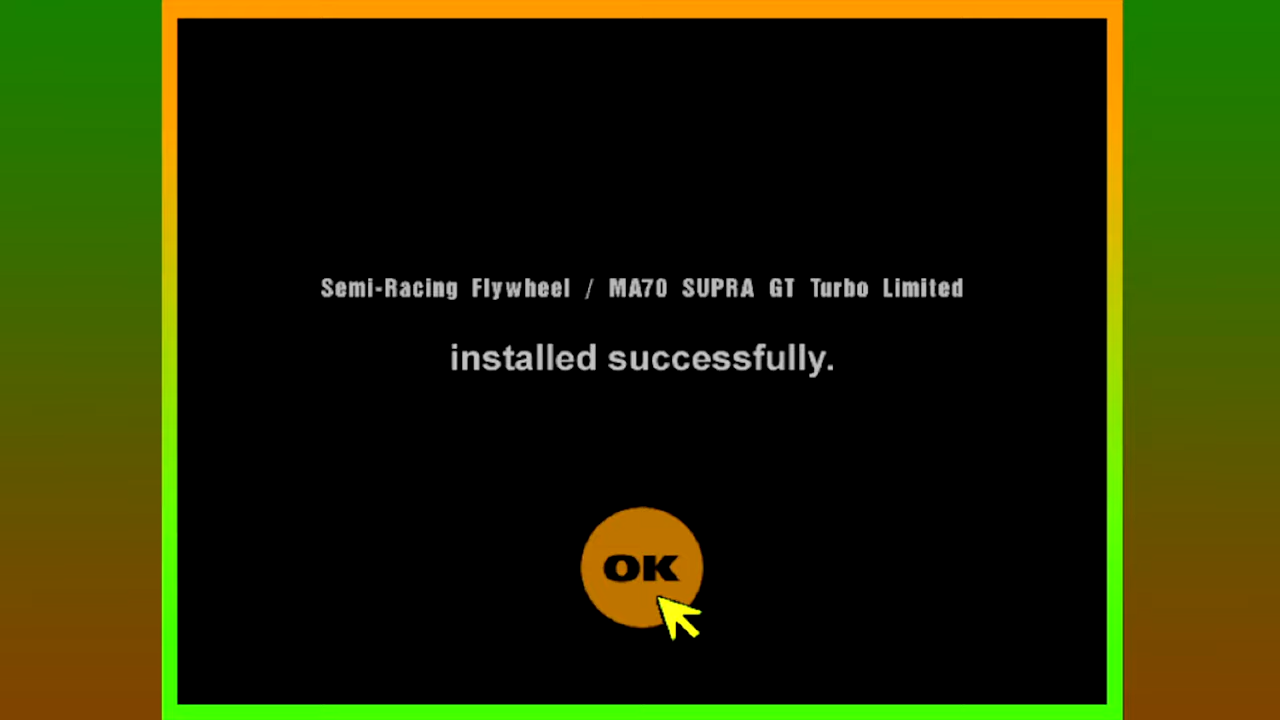 Semi-Racing Flywheel / MA70 SUPRA GT Turbo Limited
installed successfully.
OK